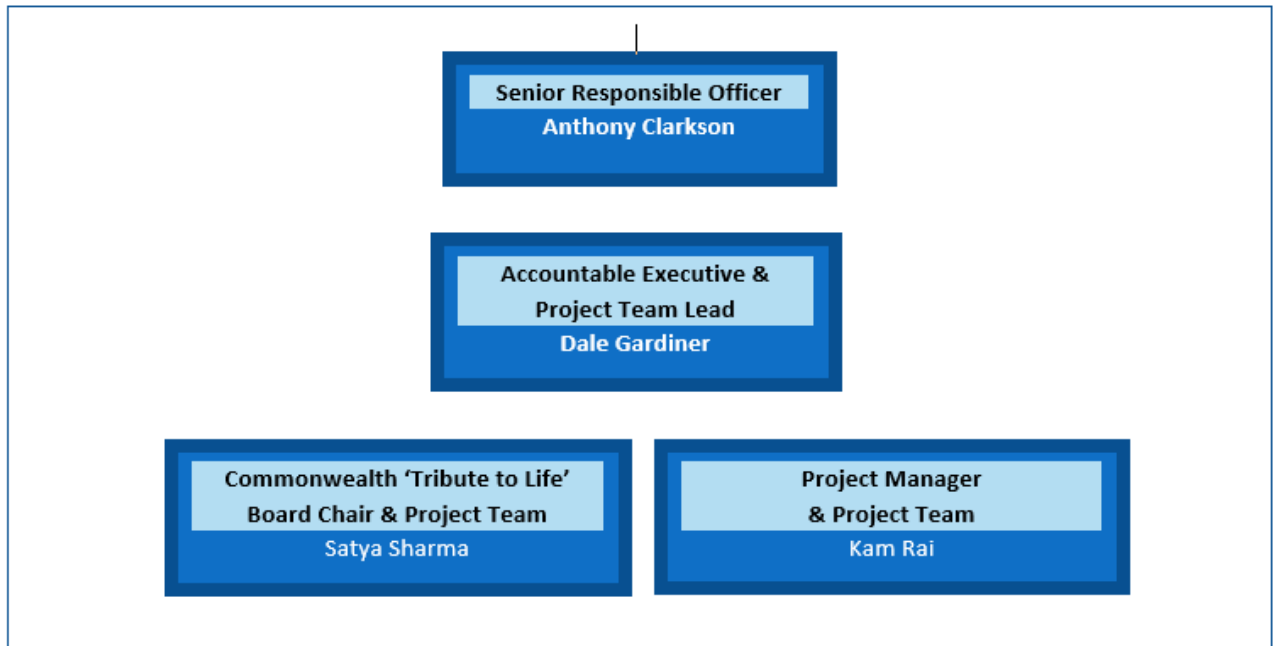 Senior Responsible Officer
Anthony Clarkson
Accountable Executive &
Project Team Lead
Dale Gardiner
Commonwealth ‘Tribute to Life’
Board Chair & Project Team
Satya Sharma
Project Manager
& Project Team
Kam Rai